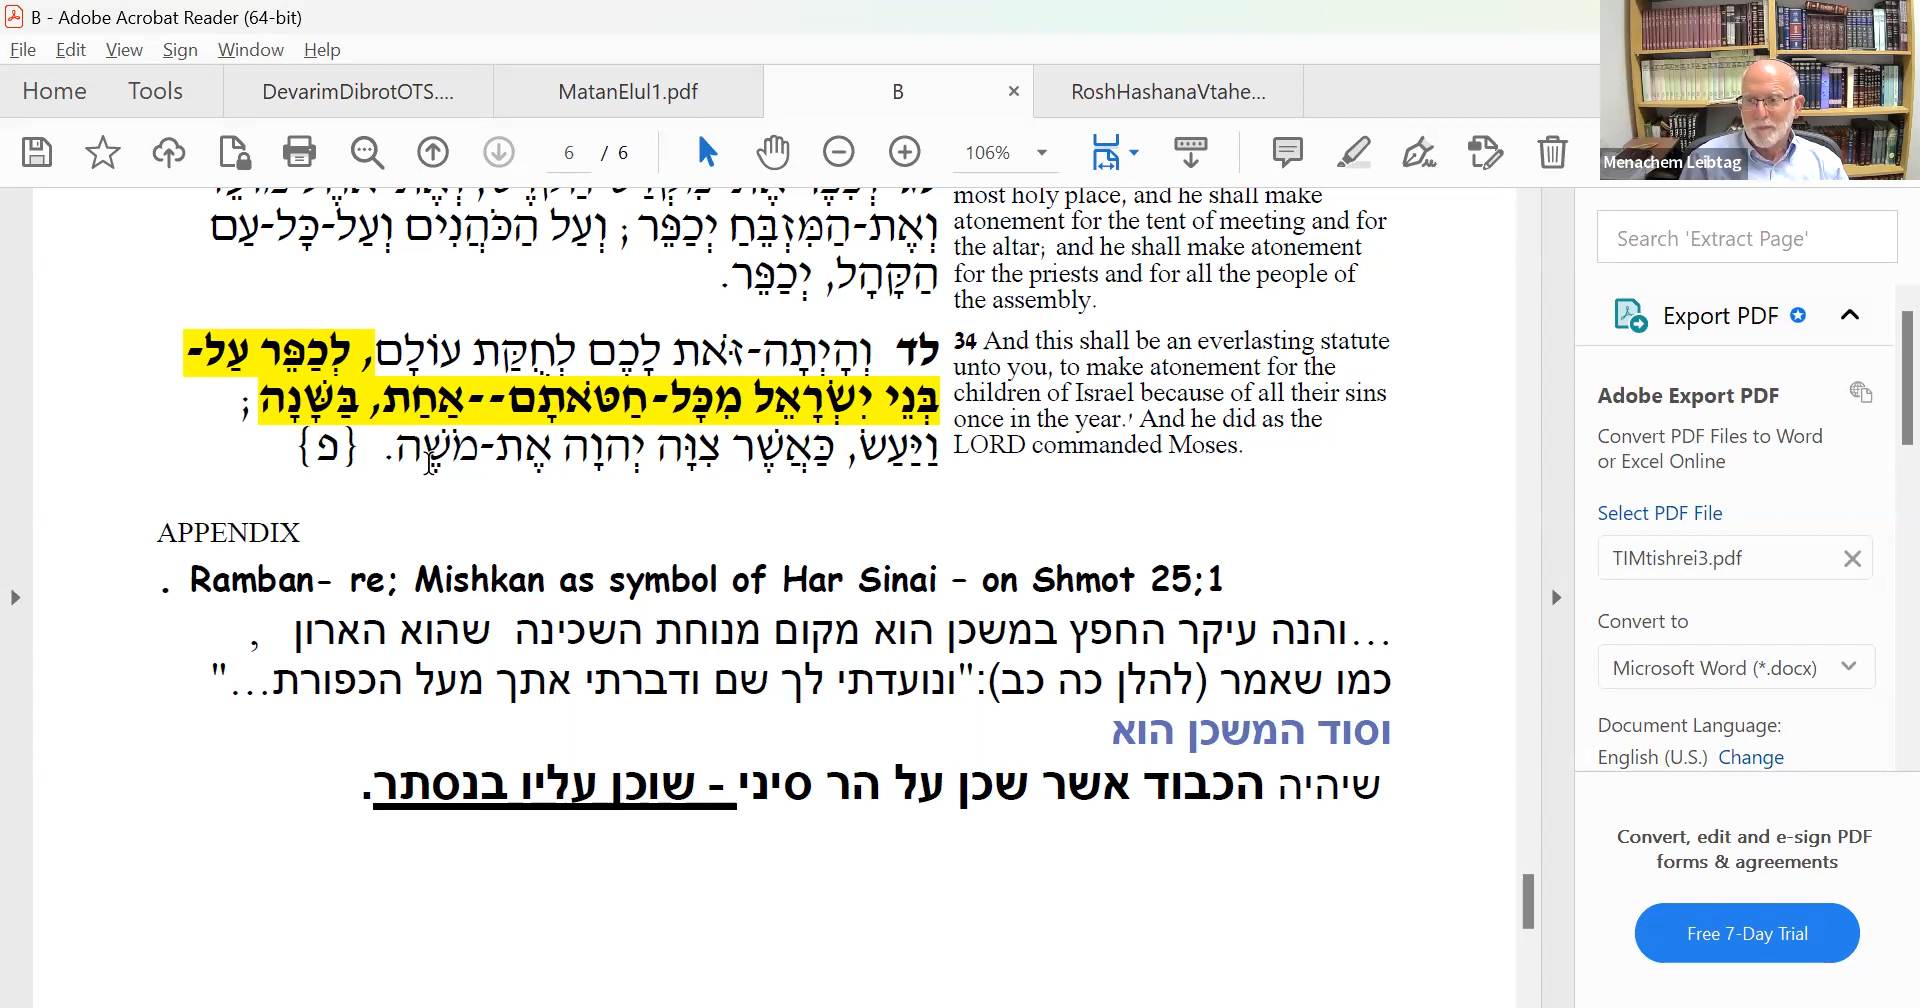 B - Adobe Acrobat Reader (64-bit)
File Edit View Sign Window Help
Home Tools DevarimDibrotOTS.... MatanElul1.pdf B × RoshHashanaVtahe...
6 / 6 106%
Menachem Leibtag
וְאֶת-הַמִּזְבֵּחַ יְכַפֵּר; וְעַל הַכֹּהֲנִים וְעַל-כָּל-עַם
הַקָּהָל, יְכַפֵּר.
most holy place, and he shall make
atonement for the tent of meeting and for
the altar; and he shall make atonement
for the priests and for all the people of
the assembly.
לד וְהָיְתָה-זֹּאת לָכֶם לְחֻקַּת עוֹלָם, לְכַפֵּר עַל-
בְּנֵי יִשְׂרָאֵל מִכָּל-חַטֹּאתָם--אַחַת, בַּשָּׁנָה;
וַיַּעַשׂ, כַּאֲשֶׁר צִוָּה יְהוָה אֶת-מֹשֶׁה. {פ}
34 And this shall be an everlasting statute
unto you, to make atonement for the
children of Israel because of all their sins
once in the year.' And he did as the
LORD commanded Moses.
APPENDIX
. Ramban- re; Mishkan as symbol of Har Sinai – on Shmot 25;1
...והנה עיקר החפץ במשכן הוא מקום מנוחת השכינה שהוא הארון ,
כמו שאמר (להלן כה כב):"ונועדתי לך שם ודברתי אתך מעל הכפורת..."
וסוד המשכן הוא
שיהיה הכבוד אשר שכן על הר סיני - שוכן עליו בנסתר.
Search 'Extract Page'
Export PDF
Adobe Export PDF
Convert PDF Files to Word
or Excel Online
Select PDF File
TIMtishrei3.pdf
Convert to
Microsoft Word (*.docx)
Document Language:
English (U.S.) Change
Convert, edit and e-sign PDF
forms & agreements
Free 7-Day Trial